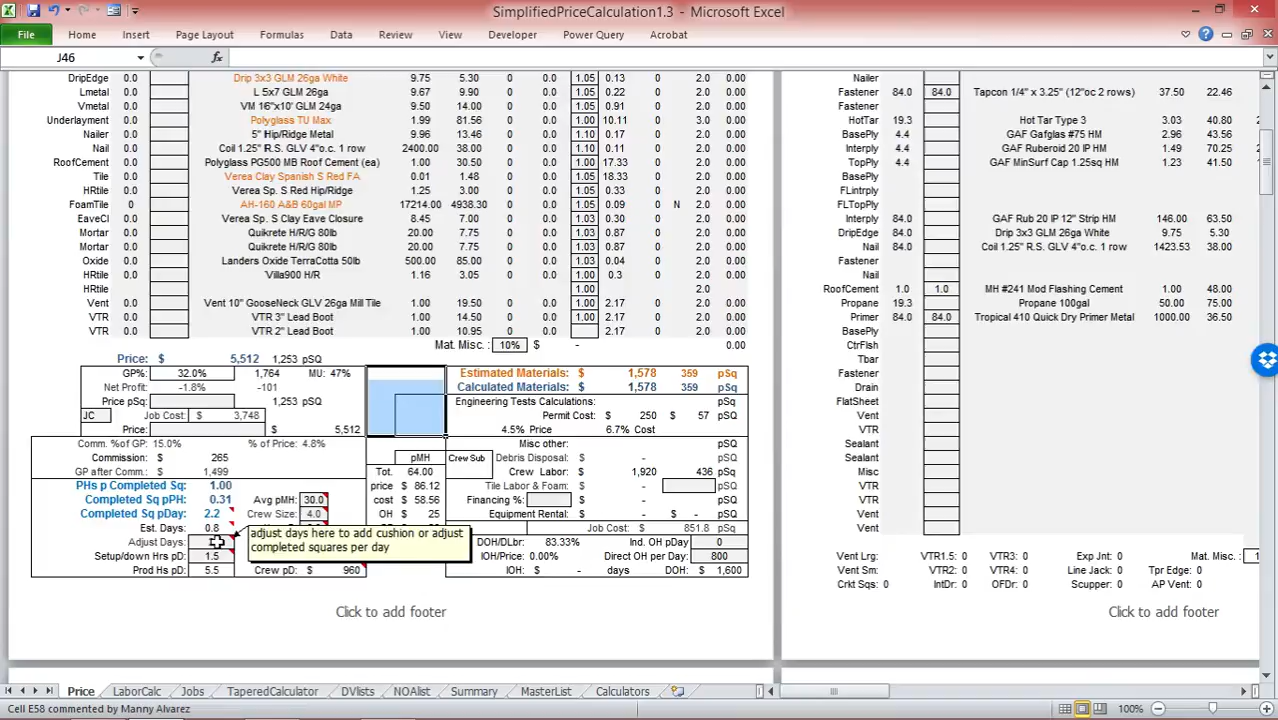 SimplifiedPriceCalculation1.3 - Microsoft Excel
File Home Insert Page Layout Formulas Data Review View Developer Power Query Acrobat
J46 fx
DripEdge 0.0 Drip 3x3 GLM 26ga White 9.75 5.30 0 0.0 1.05 0.13 0 2.0 0.00
Lmetal 0.0 L 5x7 GLM 26ga 9.67 9.90 0 0.0 1.05 0.22 0 2.0 0.00
Vmetal 0.0 VM 16"x10' GLM 24ga 9.50 14.00 0 0.0 1.05 0.91 0 2.0 0.00
Underlayment 0.0 Polyglass TU Max 1.99 81.56 0 0.0 1.00 10.11 0 3.0 0.00
Nailer 0.0 5" Hip/Ridge Metal 9.96 13.46 0 0.0 1.10 0.17 0 2.0 0.00
Nail 0.0 Coil 1.25" R.S. GLV 4"o.c. 1 row 2400.00 38.00 0 0.0 1.10 0.11 0 2.0 0.00
RoofCement 0.0 Polyglass PG500 MB Roof Cement (ea) 1.00 30.50 0 0.0 1.00 17.33 0 2.0 0.00
Tile 0.0 Verea Clay Spanish S Red FA 0.01 1.48 0 0.0 1.05 18.33 0 2.0 0.00
HRtile 0.0 Verea Sp. S Red Hip/Ridge 1.25 3.00 0 0.0 1.05 0.33 0 2.0 0.00
FoamTile 0 AH-160 A&B 60gal MP 17214.00 4938.30 0 0.0 1.05 0.09 0 N 2.0 0.00
EaveCl 0.0 Verea Sp. S Clay Eave Closure 8.45 7.00 0 0.0 1.03 0.30 0 2.0 0.00
Mortar 0.0 Quikrete H/R/G 80lb 20.00 7.75 0 0.0 1.03 0.87 0 2.0 0.00
Mortar 0.0 Quikrete H/R/G 80lb 20.00 7.75 0 0.0 1.03 0.87 0 2.0 0.00
Oxide 0.0 Landers Oxide TerraCotta 50lb 500.00 85.00 0 0.0 1.03 0.04 0 2.0 0.00
HRtile 0.0 Villa900 H/R 1.16 3.05 0 0.0 1.00 0.3 0 2.0 0.00
HRtile 0.0 1.00 0 2.0 0.00
Vent 0.0 Vent 10" GooseNeck GLV 26ga Mill Tile 1.00 19.50 0 0.0 1.00 2.17 0 2.0 0.00
VTR 0.0 VTR 3" Lead Boot 1.00 14.50 0 0.0 1.00 2.17 0 2.0 0.00
VTR 0.0 VTR 2" Lead Boot 1.00 10.95 0 0.0 2.17 0 2.0 0.00
Mat. Misc. : 10% $ - 0.00
Price: $ 5,512 1,253 pSQ
GP%: 32.0% 1,764 MU: 47% Estimated Materials: $ 1,578 359 pSq
Net Profit: -1.8% -101 Calculated Materials: $ 1,578 359 pSq
Price pSq: 1,253 pSQ Engineering Tests Calculations: pSq
JC Job Cost: $ 3,748 Permit Cost: $ 250 $ 57 pSq
Price: $ 5,512 4.5% Price 6.7% Cost
Comm. %of GP: 15.0% % of Price: 4.8% Misc other: pSQ
Commission: $ 265 pMH Crew Sub Debris Disposal: $ - pSQ
GP after Comm.: 1,499 Tot. 64.00 Crew Labor: 1,920 436 pSq
PHs p Completed Sq: 1.00 price $ 86.12 Tile Labor & Foam: $ - pSQ
Completed Sq pPH: 0.31 Avg pMH: 30.0 cost $ 58.56 Financing %: $ - pSQ
Completed Sq pDay: 2.2 Crew Size: 4.0 OH $ 25 Equipment Rental: $ - $ - pSq
Est. Days: 0.8 Job Cost: $ 851.8 pSq
Adjust Days: DOH/DLbr: 83.33% Ind. OH pDay 0
adjust days here to add cushion or adjust
completed squares per day
Setup/down Hrs pD: 1.5 IOH/Price: 0.00% Direct OH per Day: 800
Prod Hs pD: 5.5 Crew pD: $ 960 IOH: $ - days DOH: $ 1,600
Click to add footer
Nailer
Fastener 84.0 84.0 Tapcon 1/4" x 3.25" (12"oc 2 rows) 37.50 22.46
Fastener
HotTar 19.3 Hot Tar Type 3 3.03 40.80
BasePly 4.4 GAF Gafglas #75 HM 2.96 43.56
Interply 4.4 GAF Ruberoid 20 IP HM 1.49 70.25
TopPly 4.4 GAF MinSurf Cap 1.25sq HM 1.23 41.50
BasePly
FLintrply
FLTopPly
Interply 84.0 GAF Rub 20 IP 12" Strip HM 146.00 63.50
DripEdge 84.0 Drip 3x3 GLM 26ga White 9.75 5.30
Nail 84.0 Coil 1.25" R.S. GLV 4"o.c. 1 row 1423.53 38.00
Fastener
Nail
RoofCement 1.0 1.0 MH #241 Mod Flashing Cement 1.00 48.00
Propane 19.3 Propane 100gal 50.00 75.00
Primer 84.0 84.0 Tropical 410 Quick Dry Primer Metal 1000.00 36.50
BasePly
CtrFlsh
Tbar
Fastener
Drain
FlatSheet
Vent
VTR
Sealant
Sealant
Misc
VTR
VTR
Vent
Vent
Vent Lrg: VTR1.5: 0 VTR3: 0 Exp Jnt: 0 Mat. Misc.: 1
Vent Sm: VTR2: 0 VTR4: 0 Line Jack: 0 Tpr Edge: 0
Crkt Sqs: 0 IntDr: 0 OFDr: 0 Scupper: 0 AP Vent: 0
Click to add footer
Price LaborCalc Jobs TaperedCalculator DVlists NOAlist Summary MasterList Calculators
Cell E58 commented by Manny Alvarez 100%